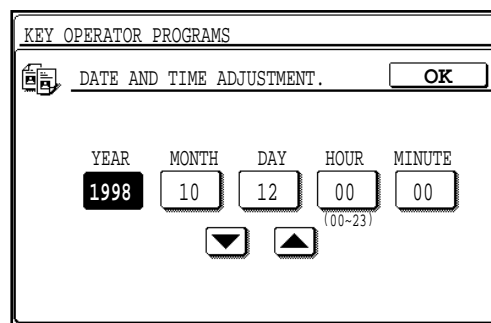 KEY OPERATOR PROGRAMS
DATE AND TIME ADJUSTMENT. OK
YEAR MONTH DAY HOUR MINUTE
1998 10 12 00 00
(00~23)